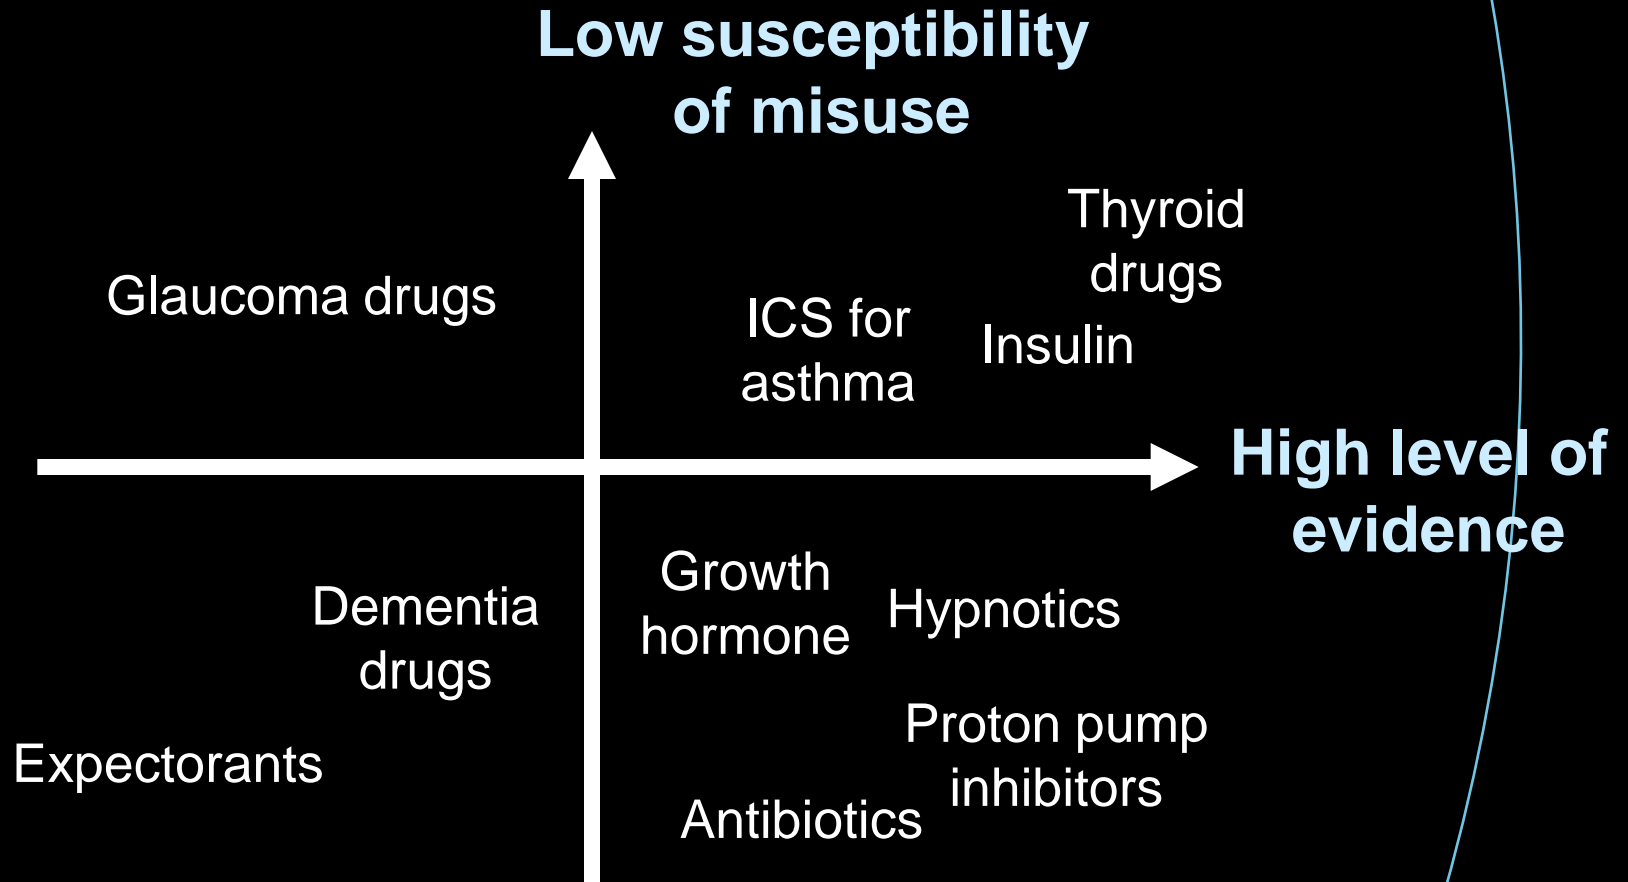 Low susceptibility
of misuse
Thyroid
drugs
Glaucoma drugs
ICS for
asthma
Insulin
High level of
evidence
Growth
hormone
Hypnotics
Dementia
drugs
Proton pump
inhibitors
Expectorants
Antibiotics